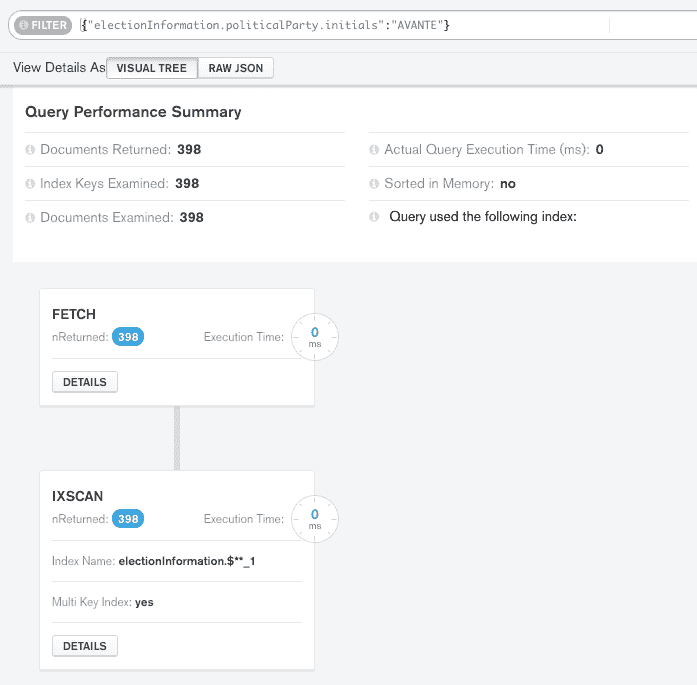 FILTER {"electionInformation.politicalParty.initials":"AVANTE"}
View Details As VISUAL TREE RAW JSON
Query Performance Summary
Documents Returned: 398
Actual Query Execution Time (ms): 0
Index Keys Examined: 398
Sorted in Memory: no
Documents Examined: 398
Query used the following index:
FETCH
nReturned: 398 Execution Time: 0 ms
DETAILS
IXSCAN
nReturned: 398 Execution Time: 0 ms
Index Name: electionInformation.$**_1
Multi Key Index: yes
DETAILS